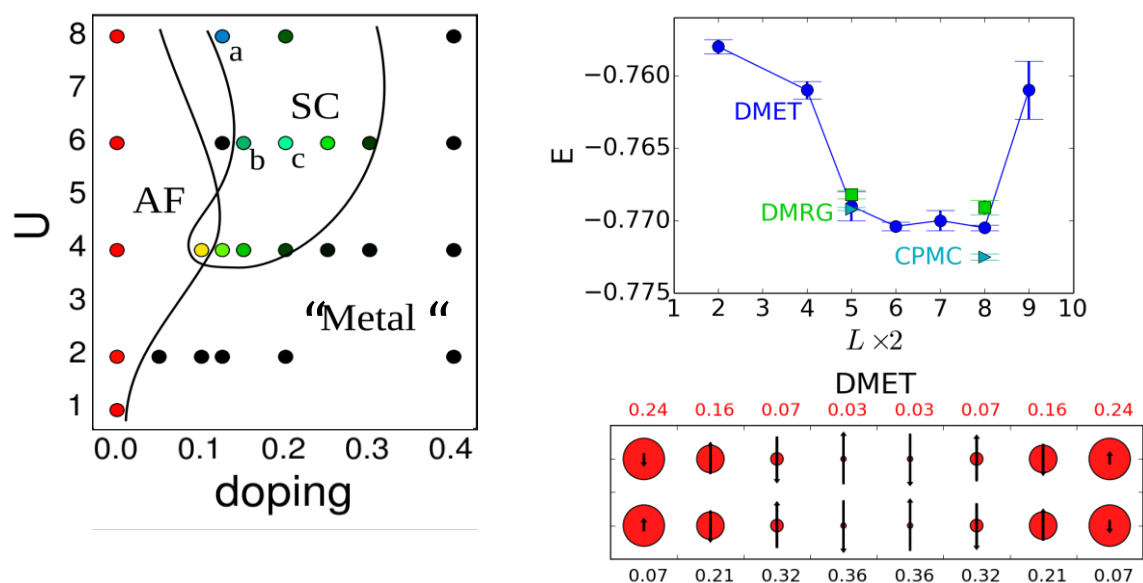 8
7
6
5
4
3
2
1
U
a
SC
b
c
AF
“Metal “
0.0 0.1 0.2 0.3 0.4
doping
−0.760
−0.765
−0.770
−0.775
E
DMET
DMRG
CPMC
1 2 3 4 5 6 7 8 9 10
L ×2
DMET
0.24 0.16 0.07 0.03 0.03 0.07 0.16 0.24
0.07 0.21 0.32 0.36 0.36 0.32 0.21 0.07